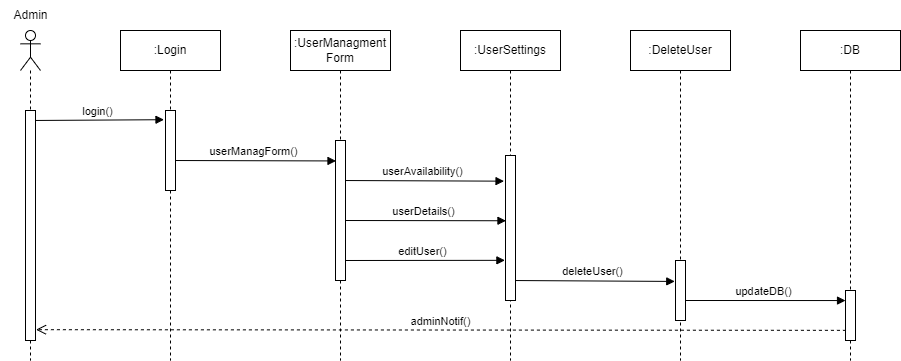 Admin
:Login
:UserManagment
Form
:UserSettings
:DeleteUser
:DB
login()
userManagForm()
userAvailability()
userDetails()
editUser()
deleteUser()
updateDB()
adminNotif()